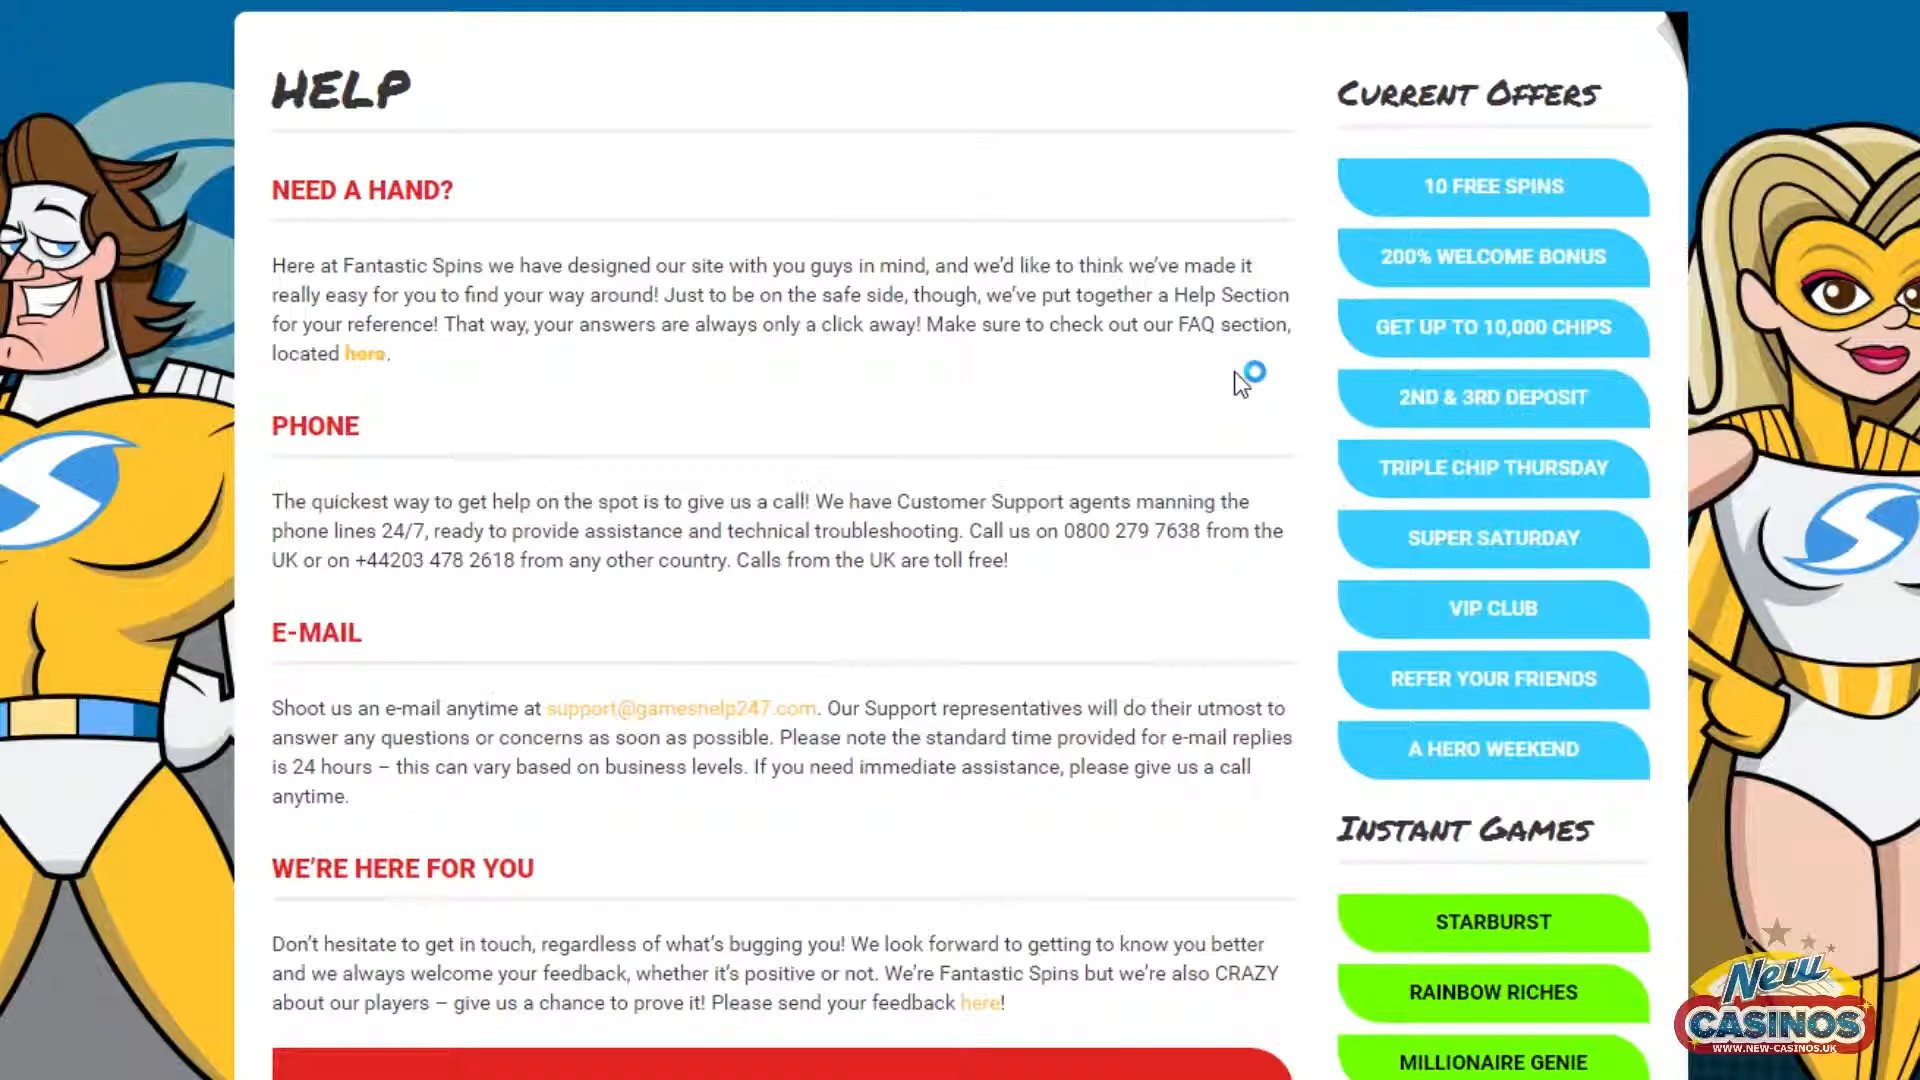 HELP
NEED A HAND?
Here at Fantastic Spins we have designed our site with you guys in mind, and we'd like to think we've made it
really easy for you to find your way around! Just to be on the safe side, though, we've put together a Help Section
for your reference! That way, your answers are always only a click away! Make sure to check out our FAQ section,
located here.
PHONE
The quickest way to get help on the spot is to give us a call! We have Customer Support agents manning the
phone lines 24/7, ready to provide assistance and technical troubleshooting. Call us on 0800 279 7638 from the
UK or on +44203 478 2618 from any other country. Calls from the UK are toll free!
E-MAIL
Shoot us an e-mail anytime at support@gameshelp247.com. Our Support representatives will do their utmost to
answer any questions or concerns as soon as possible. Please note the standard time provided for e-mail replies
is 24 hours – this can vary based on business levels. If you need immediate assistance, please give us a call
anytime.
WE'RE HERE FOR YOU
Don't hesitate to get in touch, regardless of what's bugging you! We look forward to getting to know you better
and we always welcome your feedback, whether it's positive or not. We're Fantastic Spins but we're also CRAZY
about our players – give us a chance to prove it! Please send your feedback here!
CURRENT OFFERS
10 FREE SPINS
200% WELCOME BONUS
GET UP TO 10,000 CHIPS
2ND & 3RD DEPOSIT
TRIPLE CHIP THURSDAY
SUPER SATURDAY
VIP CLUB
REFER YOUR FRIENDS
A HERO WEEKEND
INSTANT GAMES
STARBURST
RAINBOW RICHES
MILLIONAIRE GENIE
New
CASINOS
WWW.NEW-CASINOS.UK